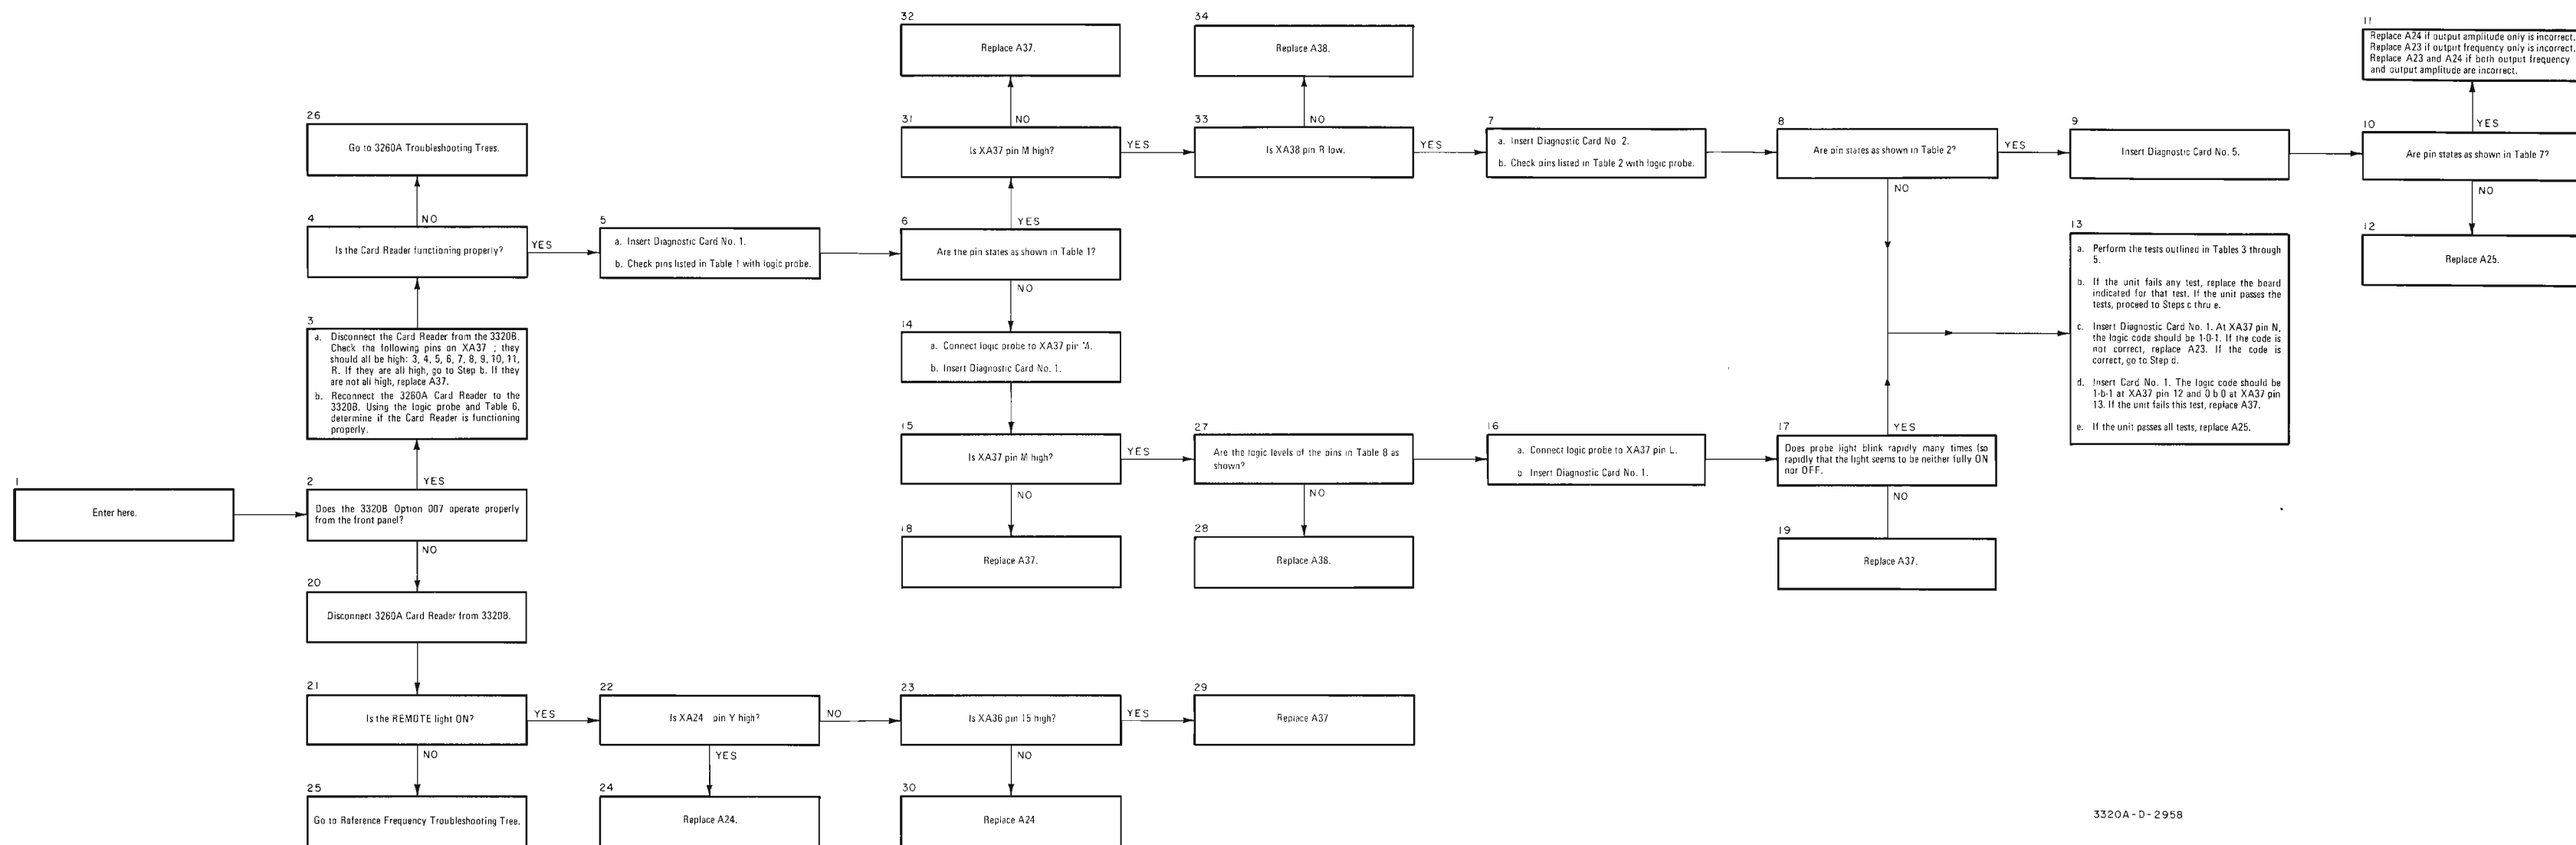 1
Enter here.
2
Does the 3320B Option 007 operate properly
from the front panel?
YES
NO
3
a. Disconnect the Card Reader from the 3320B.
Check the following pins on XA37 ; they
should all be high: 3, 4, 5, 6, 7, 8, 9, 10, 11,
R. If they are all high, go to Step b. If they
are not all high, replace A37.
b. Reconnect the 3260A Card Reader to the
3320B. Using the logic probe and Table 6,
determine if the Card Reader is functioning
properly.
4
Is the Card Reader functioning properly?
NO
YES
26
Go to 3260A Troubleshooting Trees.
5
a. Insert Diagnostic Card No. 1.
b. Check pins listed in Table 1 with logic probe.
6
Are the pin states as shown in Table 1?
YES
NO
31
Is XA37 pin M high?
NO
YES
32
Replace A37.
33
Is XA38 pin R low.
NO
YES
34
Replace A38.
7
a. Insert Diagnostic Card No. 2.
b. Check pins listed in Table 2 with logic probe.
8
Are pin states as shown in Table 2?
YES
NO
9
Insert Diagnostic Card No. 5.
10
Are pin states as shown in Table 7?
YES
NO
11
Replace A24 if output amplitude only is incorrect.
Replace A23 if output frequency only is incorrect.
Replace A23 and A24 if both output frequency
and output amplitude are incorrect.
12
Replace A25.
13
a. Perform the tests outlined in Tables 3 through
5.
b. If the unit fails any test, replace the board
indicated for that test. If the unit passes the
tests, proceed to Steps c thru e.
c. Insert Diagnostic Card No. 1. At XA37 pin N,
the logic code should be 1-0-1. If the code is
not correct, replace A23. If the code is
correct, go to Step d.
d. Insert Card No. 1. The logic code should be
1-b-1 at XA37 pin 12 and 0 b 0 at XA37 pin
13. If the unit fails this test, replace A37.
e. If the unit passes all tests, replace A25.
14
a. Connect logic probe to XA37 pin M.
b. Insert Diagnostic Card No. 1.
15
Is XA37 pin M high?
YES
NO
27
Are the logic levels of the pins in Table 8 as
shown?
NO
16
a. Connect logic probe to XA37 pin L.
b Insert Diagnostic Card No. 1.
17
Does probe light blink rapidly many times (so
rapidly that the light seems to be neither fully ON
nor OFF.
YES
NO
18
Replace A37.
28
Replace A38.
19
Replace A37.
20
Disconnect 3260A Card Reader from 3320B.
21
Is the REMOTE light ON?
YES
NO
22
Is XA24 pin Y high?
NO
YES
23
Is XA36 pin 15 high?
YES
NO
29
Replace A37
25
Go to Reference Frequency Troubleshooting Tree.
24
Replace A24.
30
Replace A24
3320A-D-2958